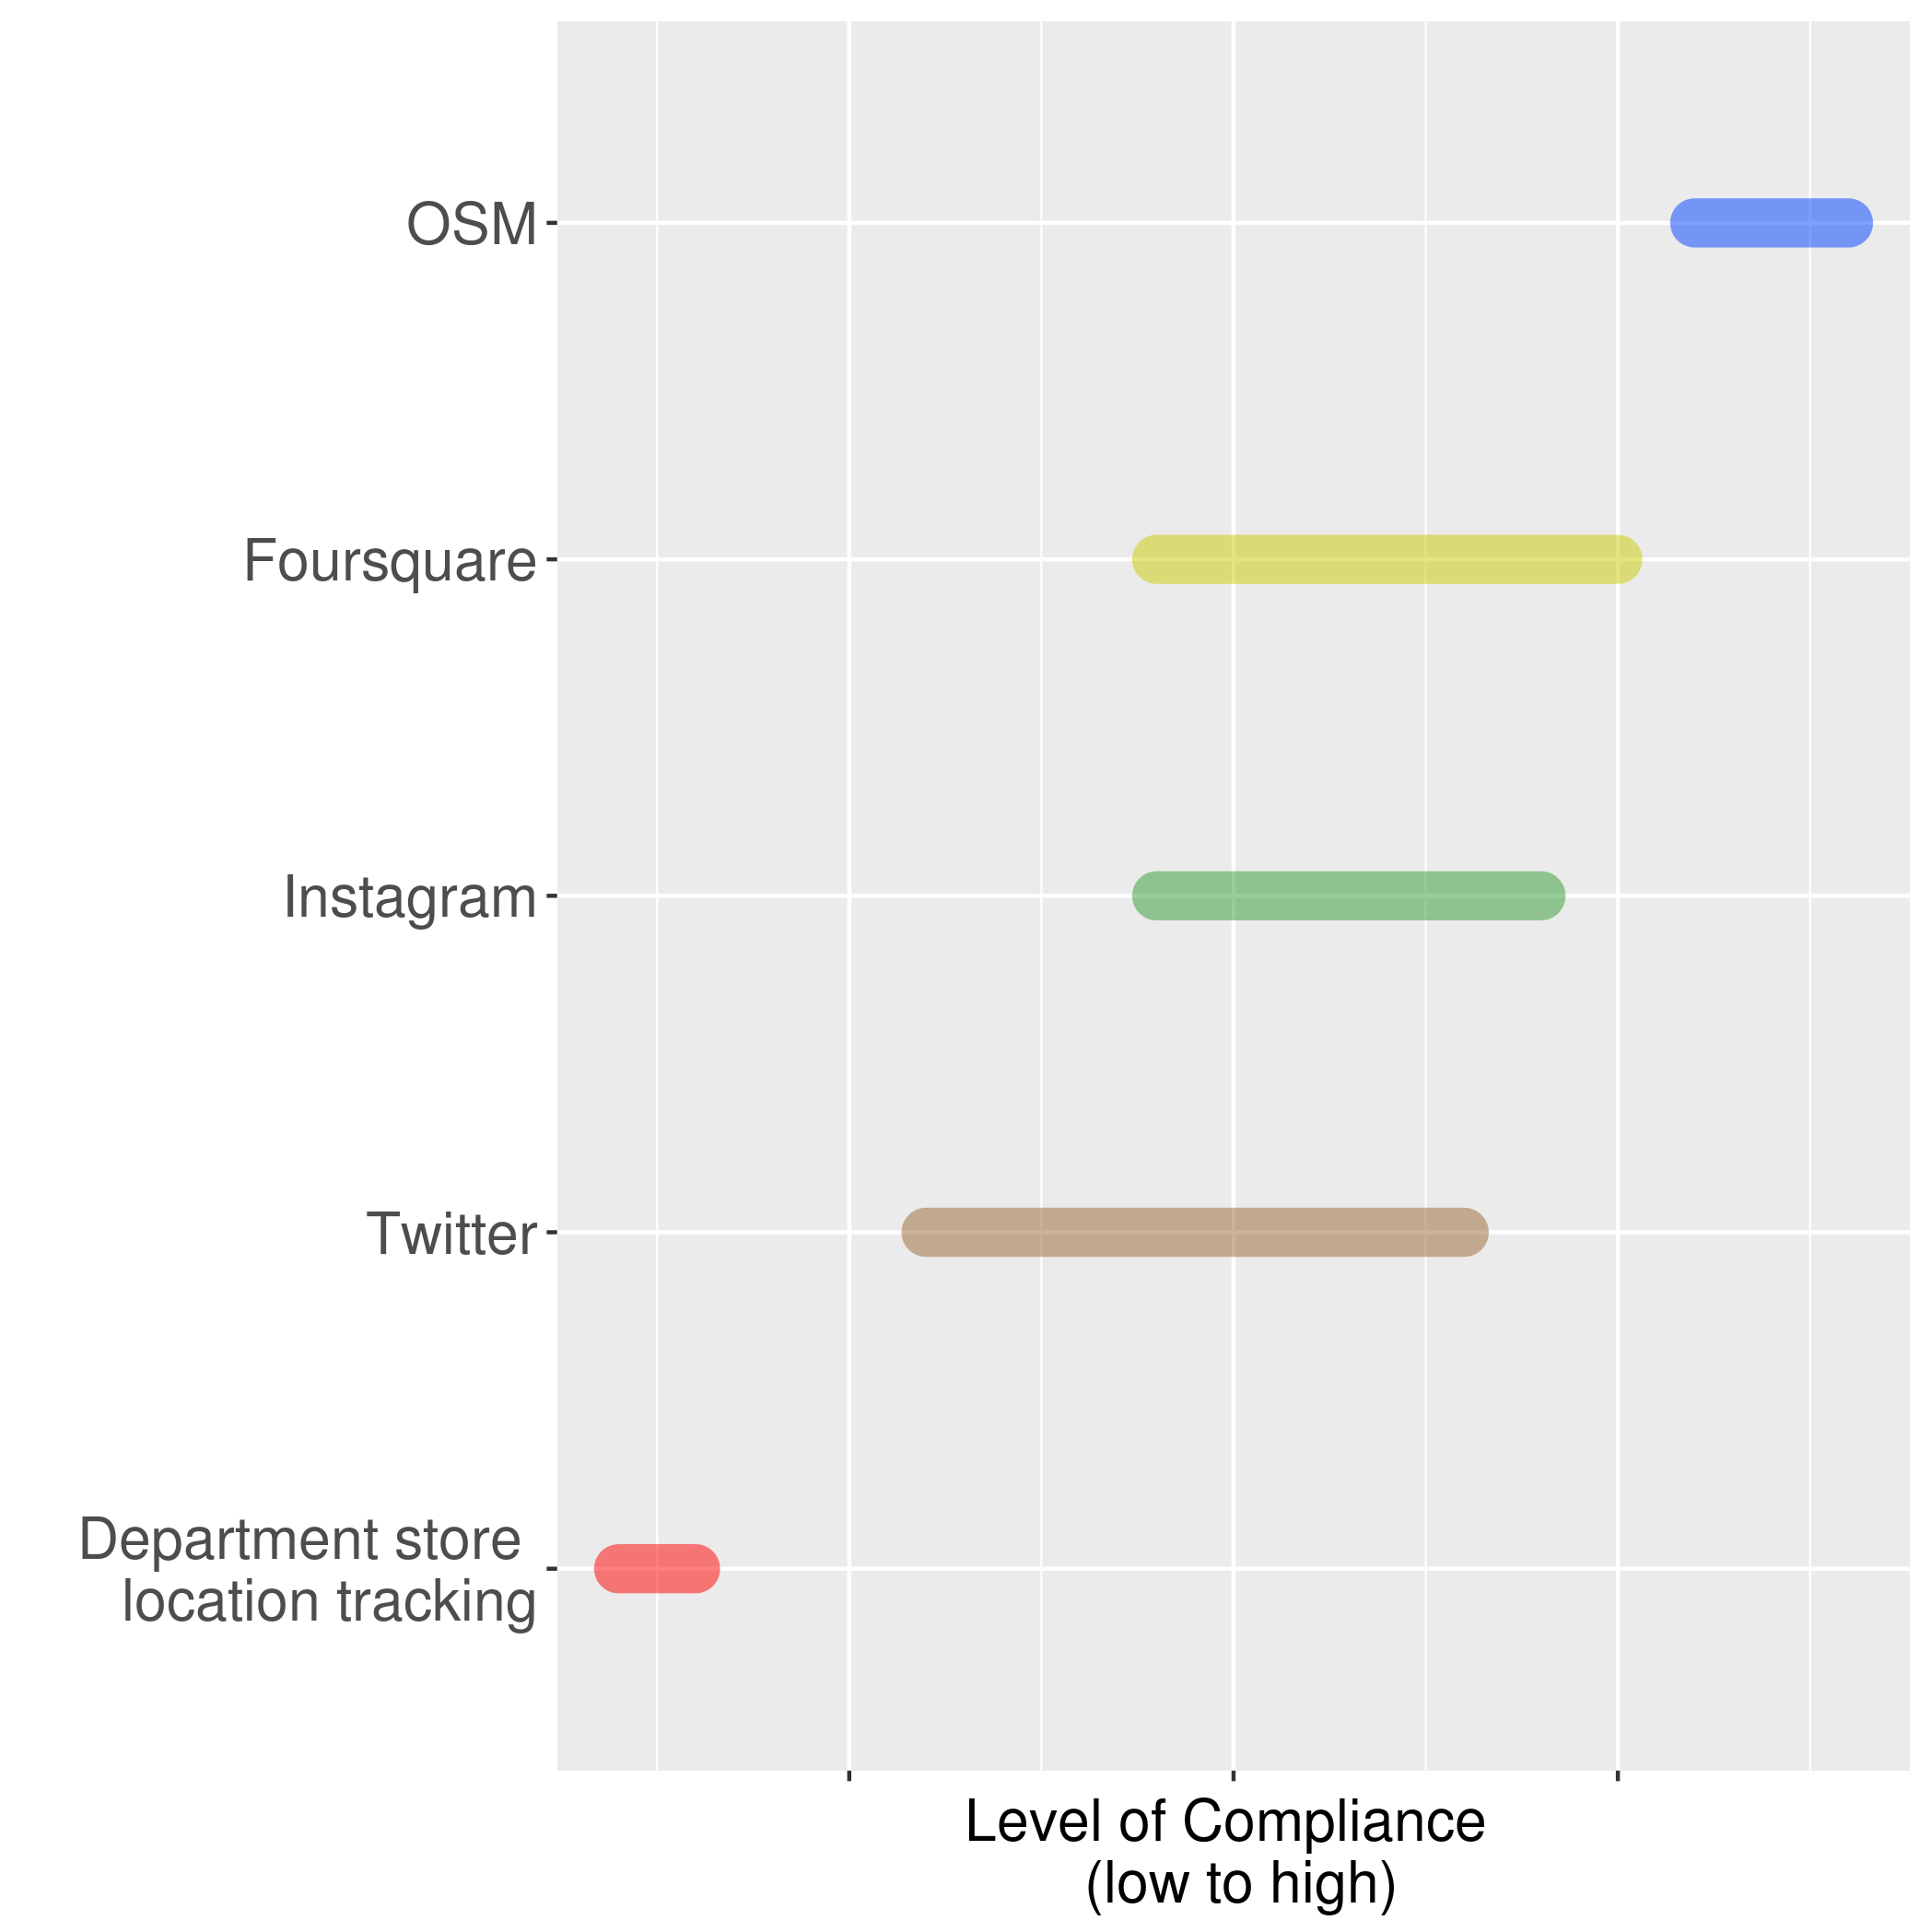 OSM
Foursquare
Instagram
Twitter
Department store
location tracking
Level of Compliance
(low to high)